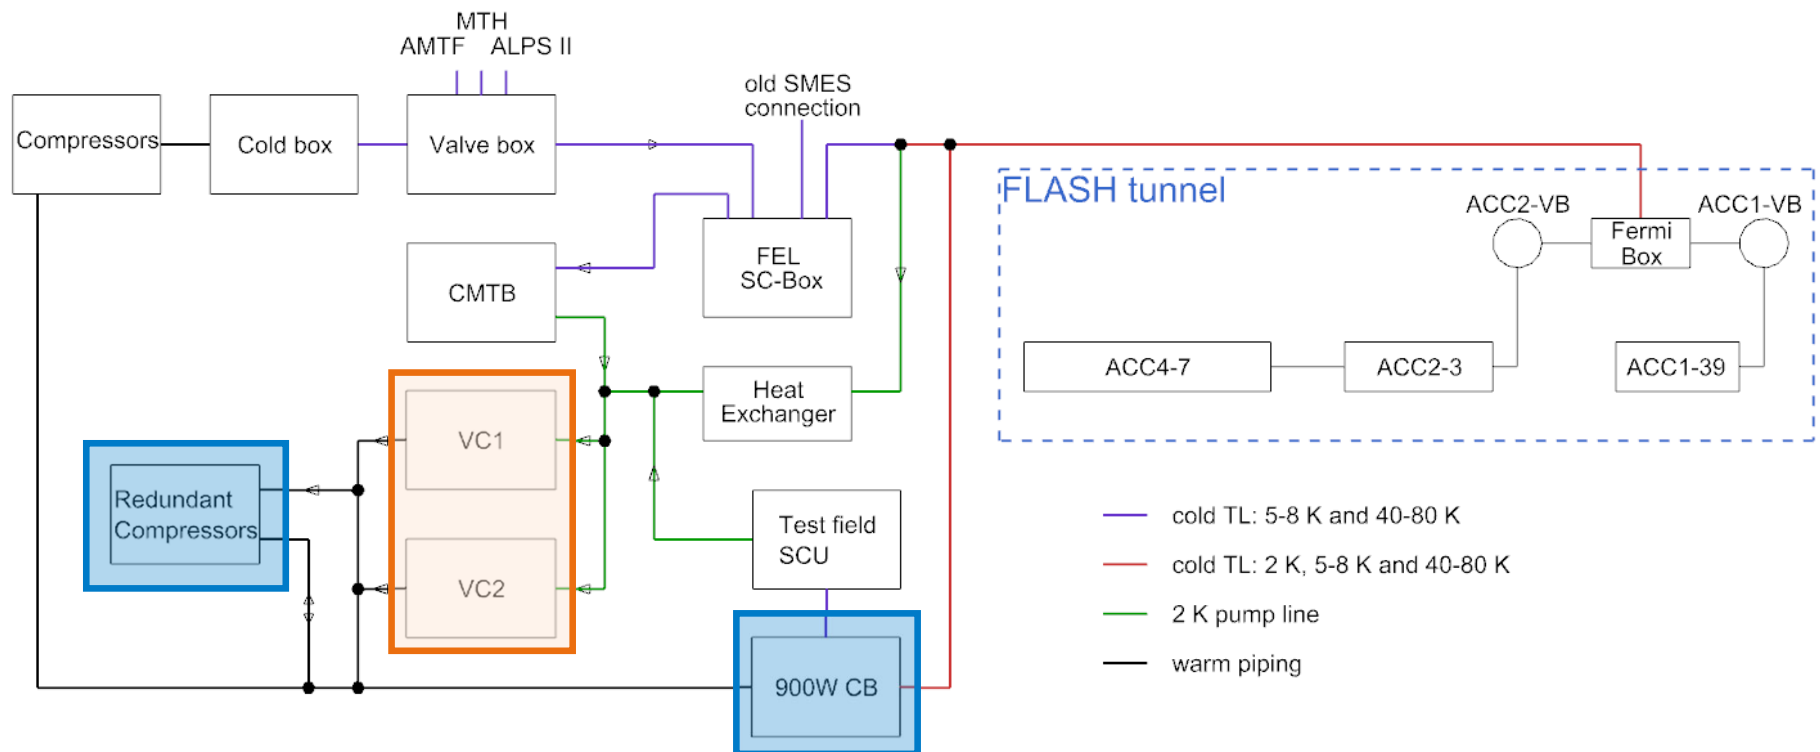 MTH
AMTF
ALPS II
old SMES
connection
Compressors
Cold box
Valve box
FLASH tunnel
ACC2-VB
ACC1-VB
Fermi
Box
FEL
SC-Box
CMTB
ACC4-7
ACC2-3
ACC1-39
Heat
Exchanger
VC1
Redundant
Compressors
Test field
SCU
VC2
900W CB
cold TL: 5-8 K and 40-80 K
cold TL: 2 K, 5-8 K and 40-80 K
2 K pump line
warm piping